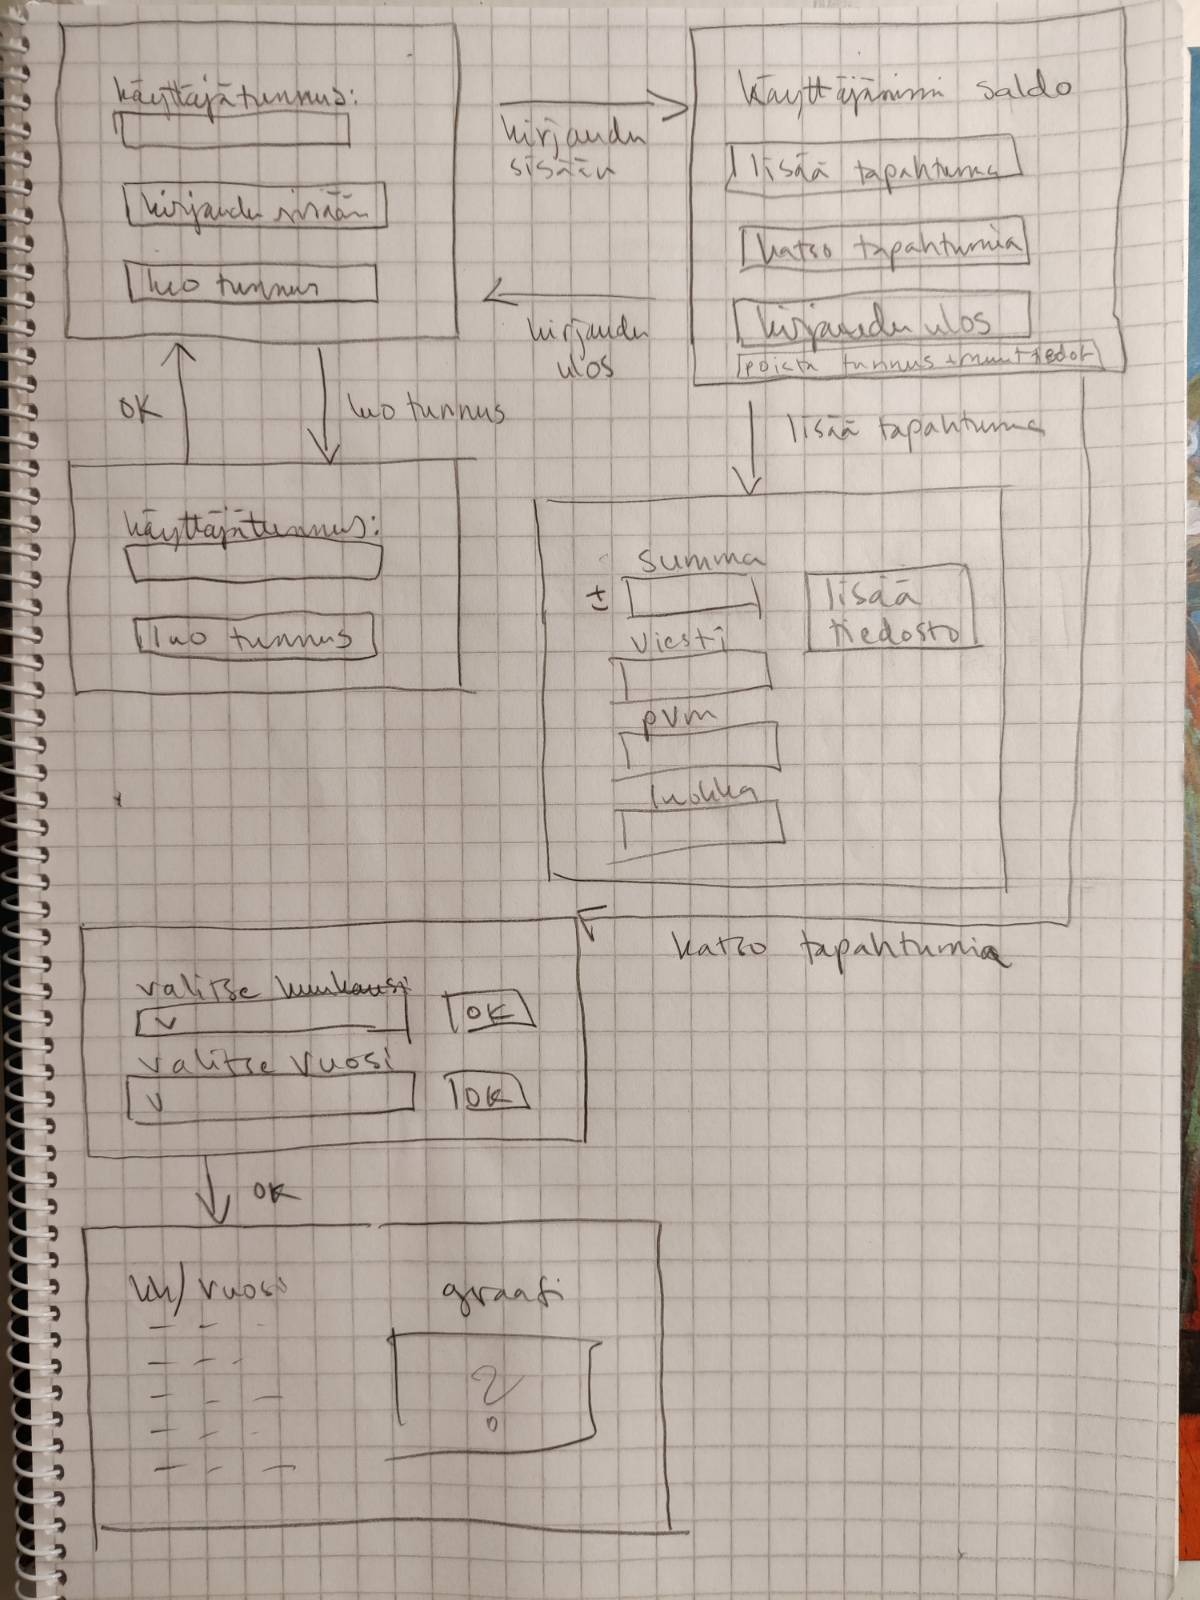 käyttäjätunnus:
kirjaudu sisään
luo tunnus
kirjaudu
sisään
kirjaudu
ulos
käyttäjänimi saldo
lisää tapahtuma
katso tapahtumia
kirjaudu ulos
poista tunnus + muut tiedot
OK
luo tunnus
käyttäjätunnus:
luo tunnus
lisää tapahtuma
summa
±
viesti
pvm
luokka
lisää
tiedosto
katso tapahtumia
valitse kuukausi
v
OK
valitse vuosi
v
OK
OK
kk/vuosi
graafi
?